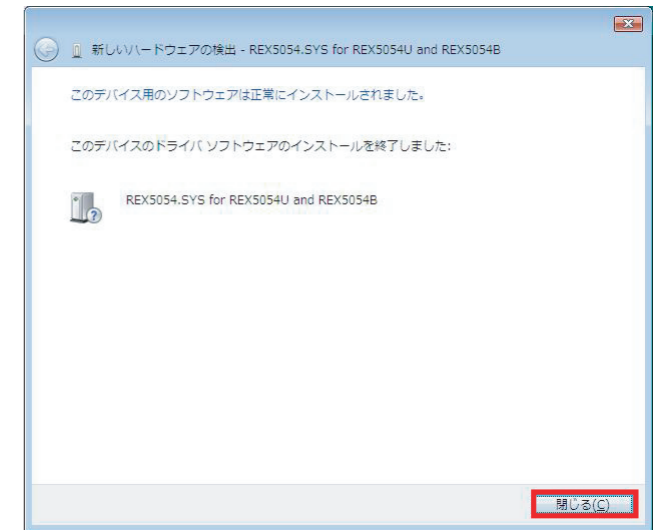 新しいハードウェアの検出 - REX5054.SYS for REX5054U and REX5054B
このデバイス用のソフトウェアは正常にインストールされました。
このデバイスのドライバ ソフトウェアのインストールを終了しました:
REX5054.SYS for REX5054U and REX5054B
閉じる(C)